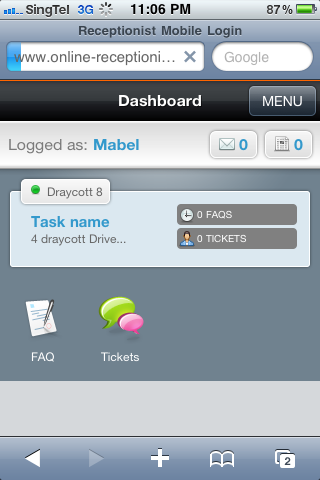 SingTel 3G 11:06 PM 87%
Receptionist Mobile Login
www.online-receptioni... Google
Dashboard MENU
Logged as: Mabel 0 0
Draycott 8
Task name
4 draycott Drive...
0 FAQS
0 TICKETS
FAQ Tickets
2